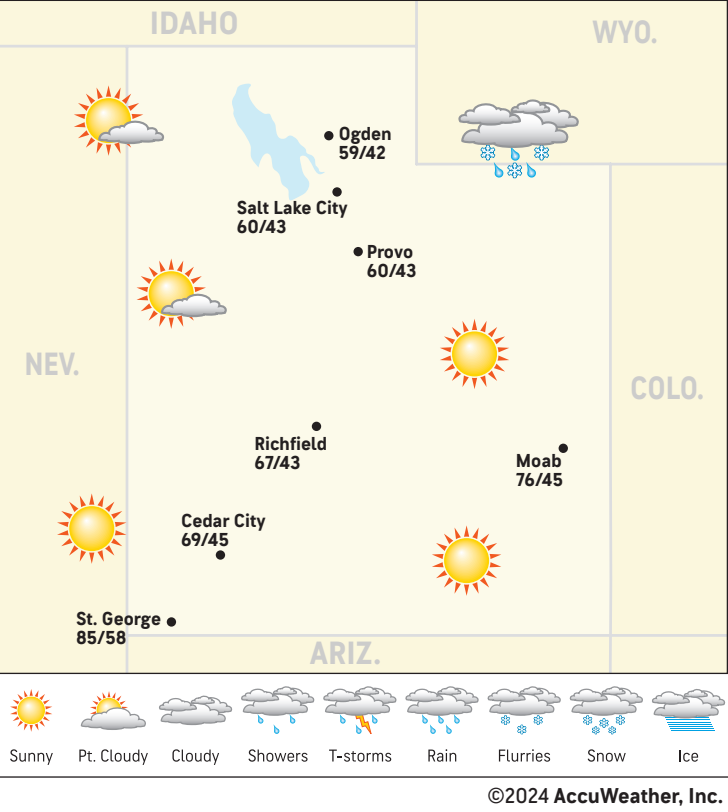 IDAHO
WYO.
Ogden
59/42
Salt Lake City
60/43
Provo
60/43
NEV.
COLO.
Richfield
67/43
Moab
76/45
Cedar City
69/45
St. George
85/58
ARIZ.
Sunny Pt. Cloudy Cloudy Showers T-storms Rain Flurries Snow Ice
©2024 AccuWeather, Inc.